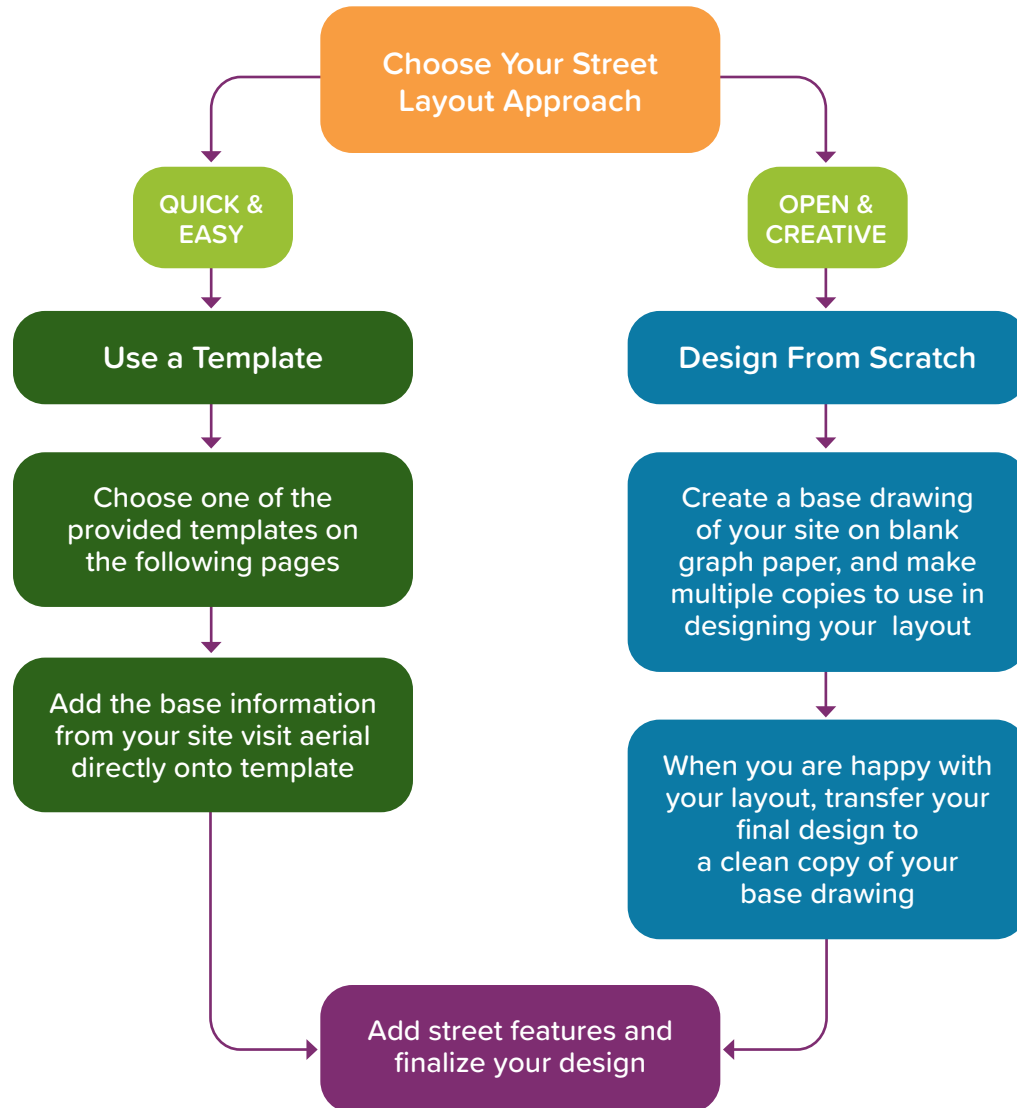 Choose Your Street
Layout Approach
QUICK &
EASY
Use a Template
Choose one of the
provided templates on
the following pages
Add the base information
from your site visit aerial
directly onto template
OPEN &
CREATIVE
Design From Scratch
Create a base drawing
of your site on blank
graph paper, and make
multiple copies to use in
designing your  layout
When you are happy with
your layout, transfer your
final design to
a clean copy of your
base drawing
Add street features and
finalize your design